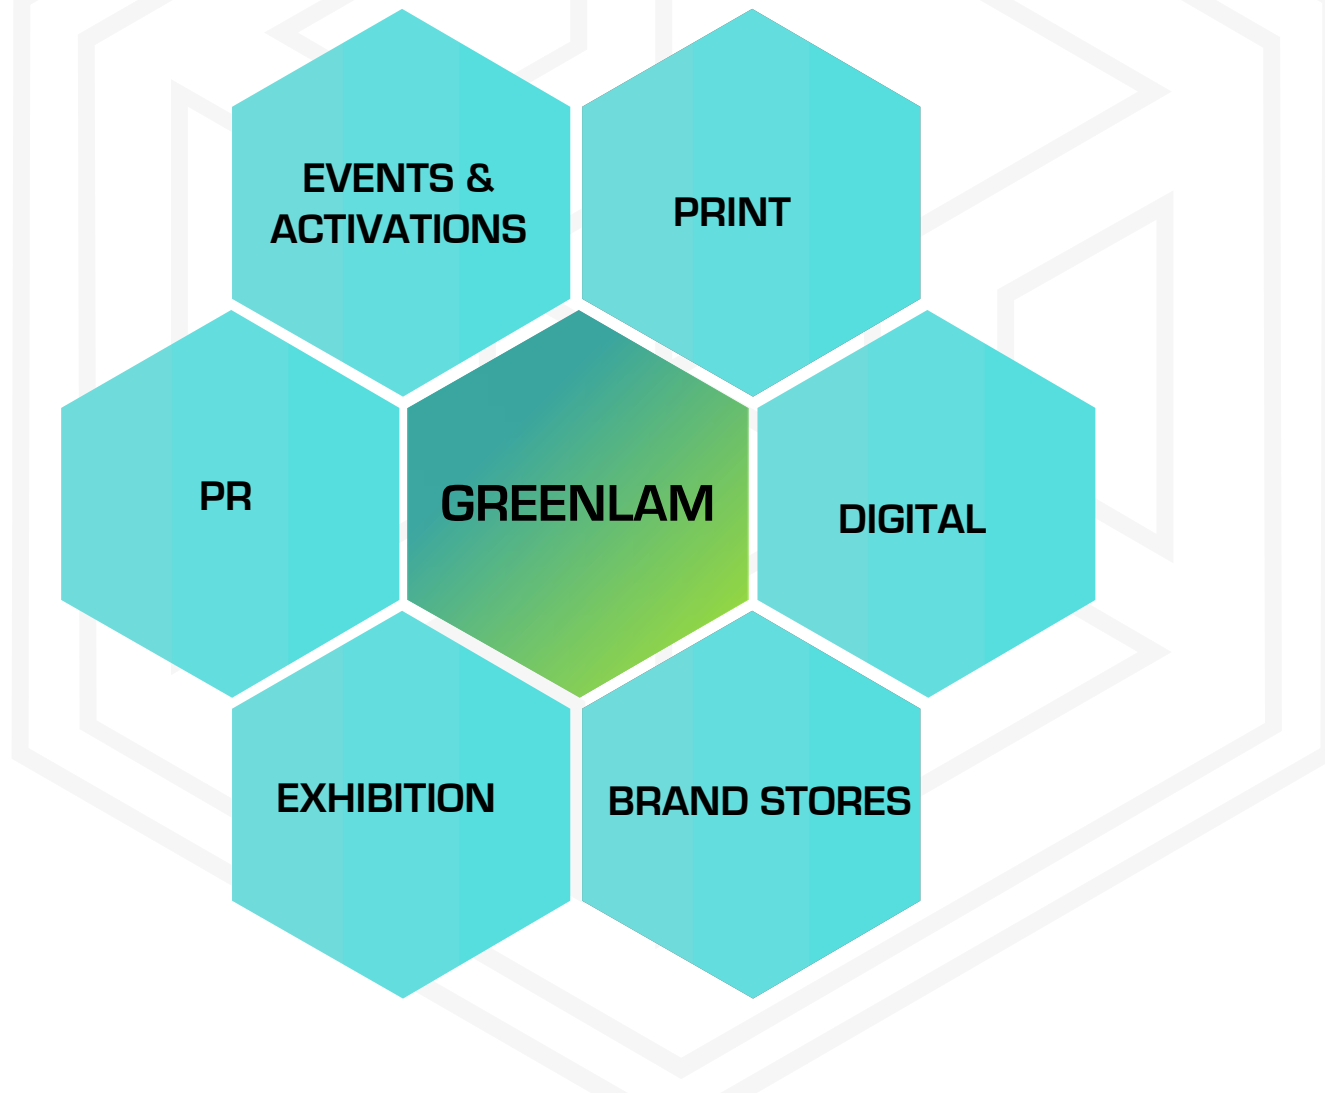 EVENTS &
ACTIVATIONS
PRINT
PR
GREENLAM
DIGITAL
EXHIBITION
BRAND STORES